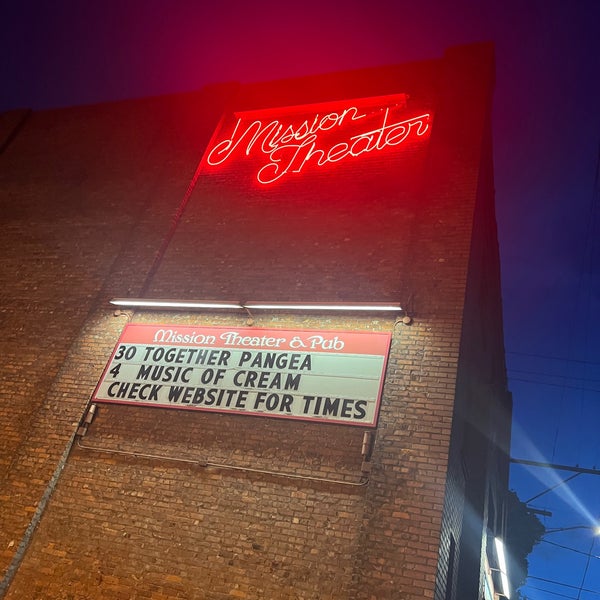 Mission
Theater
Mission Theater & Pub
30 TOGETHER PANGEA
4 MUSIC OF CREAM
CHECK WEBSITE FOR TIMES